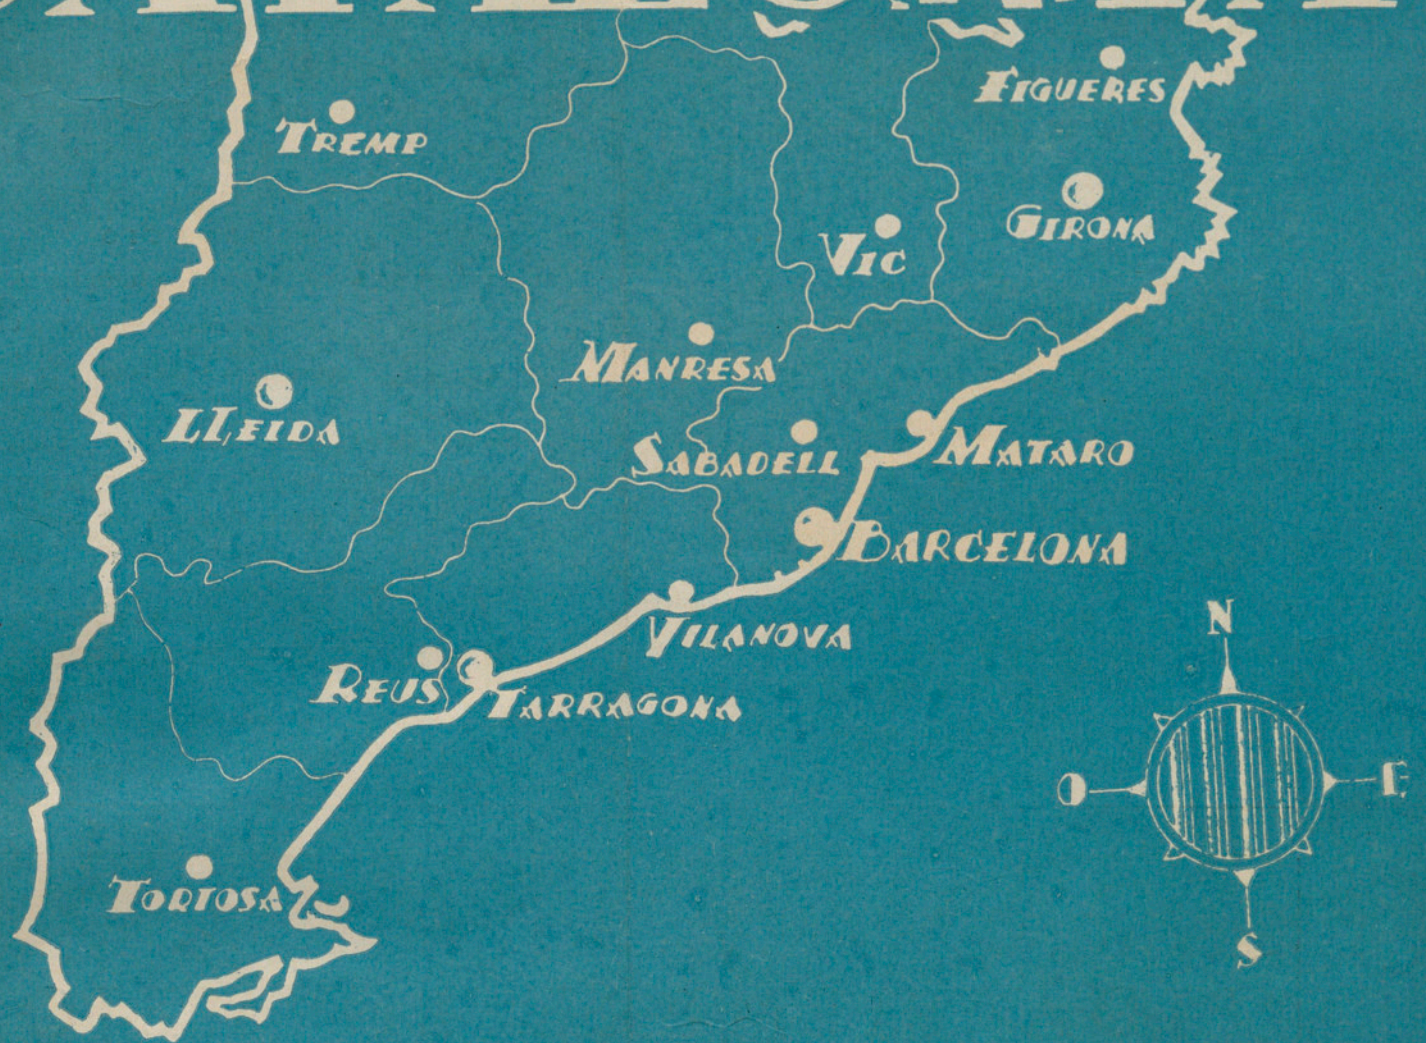 FIGUERES
TREMP
GIRONA
VIC
MANRESA
LLEIDA
SABADELL
MATARO
BARCELONA
VILANOVA
REUS
TARRAGONA
TORTOSA
N
O
E
S